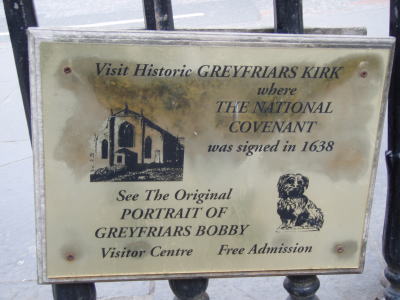 Visit Historic GREYFRIARS KIRK
where
THE NATIONAL
COVENANT
was signed in 1638
See The Original
PORTRAIT OF
GREYFRIARS BOBBY
Visitor Centre Free Admission